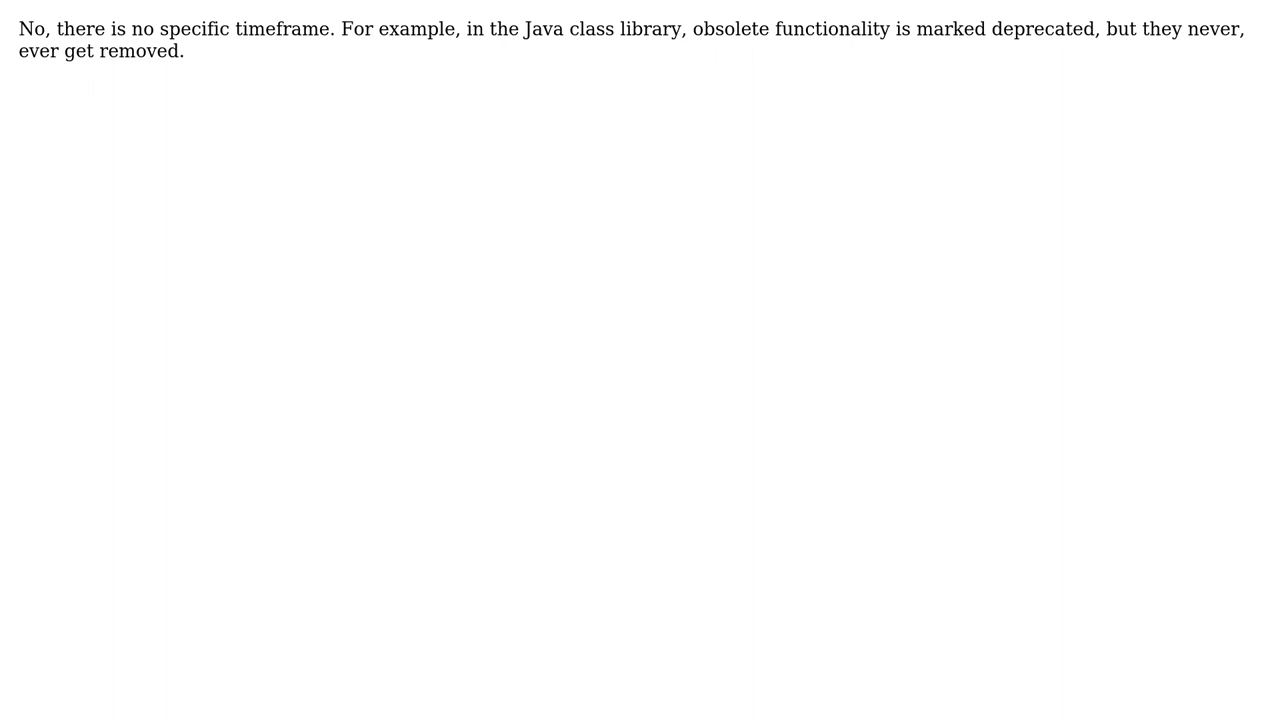 No, there is no specific timeframe. For example, in the Java class library, obsolete functionality is marked deprecated, but they never,
ever get removed.